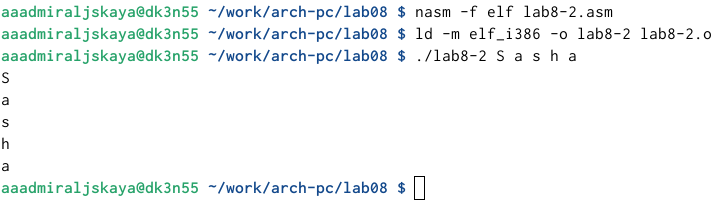 aaadmiraljskaya@dk3n55 ~/work/arch-pc/lab08 $ nasm -f elf lab8-2.asm
aaadmiraljskaya@dk3n55 ~/work/arch-pc/lab08 $ ld -m elf_i386 -o lab8-2 lab8-2.o
aaadmiraljskaya@dk3n55 ~/work/arch-pc/lab08 $ ./lab8-2 S a s h a
S
a
s
h
a
aaadmiraljskaya@dk3n55 ~/work/arch-pc/lab08 $